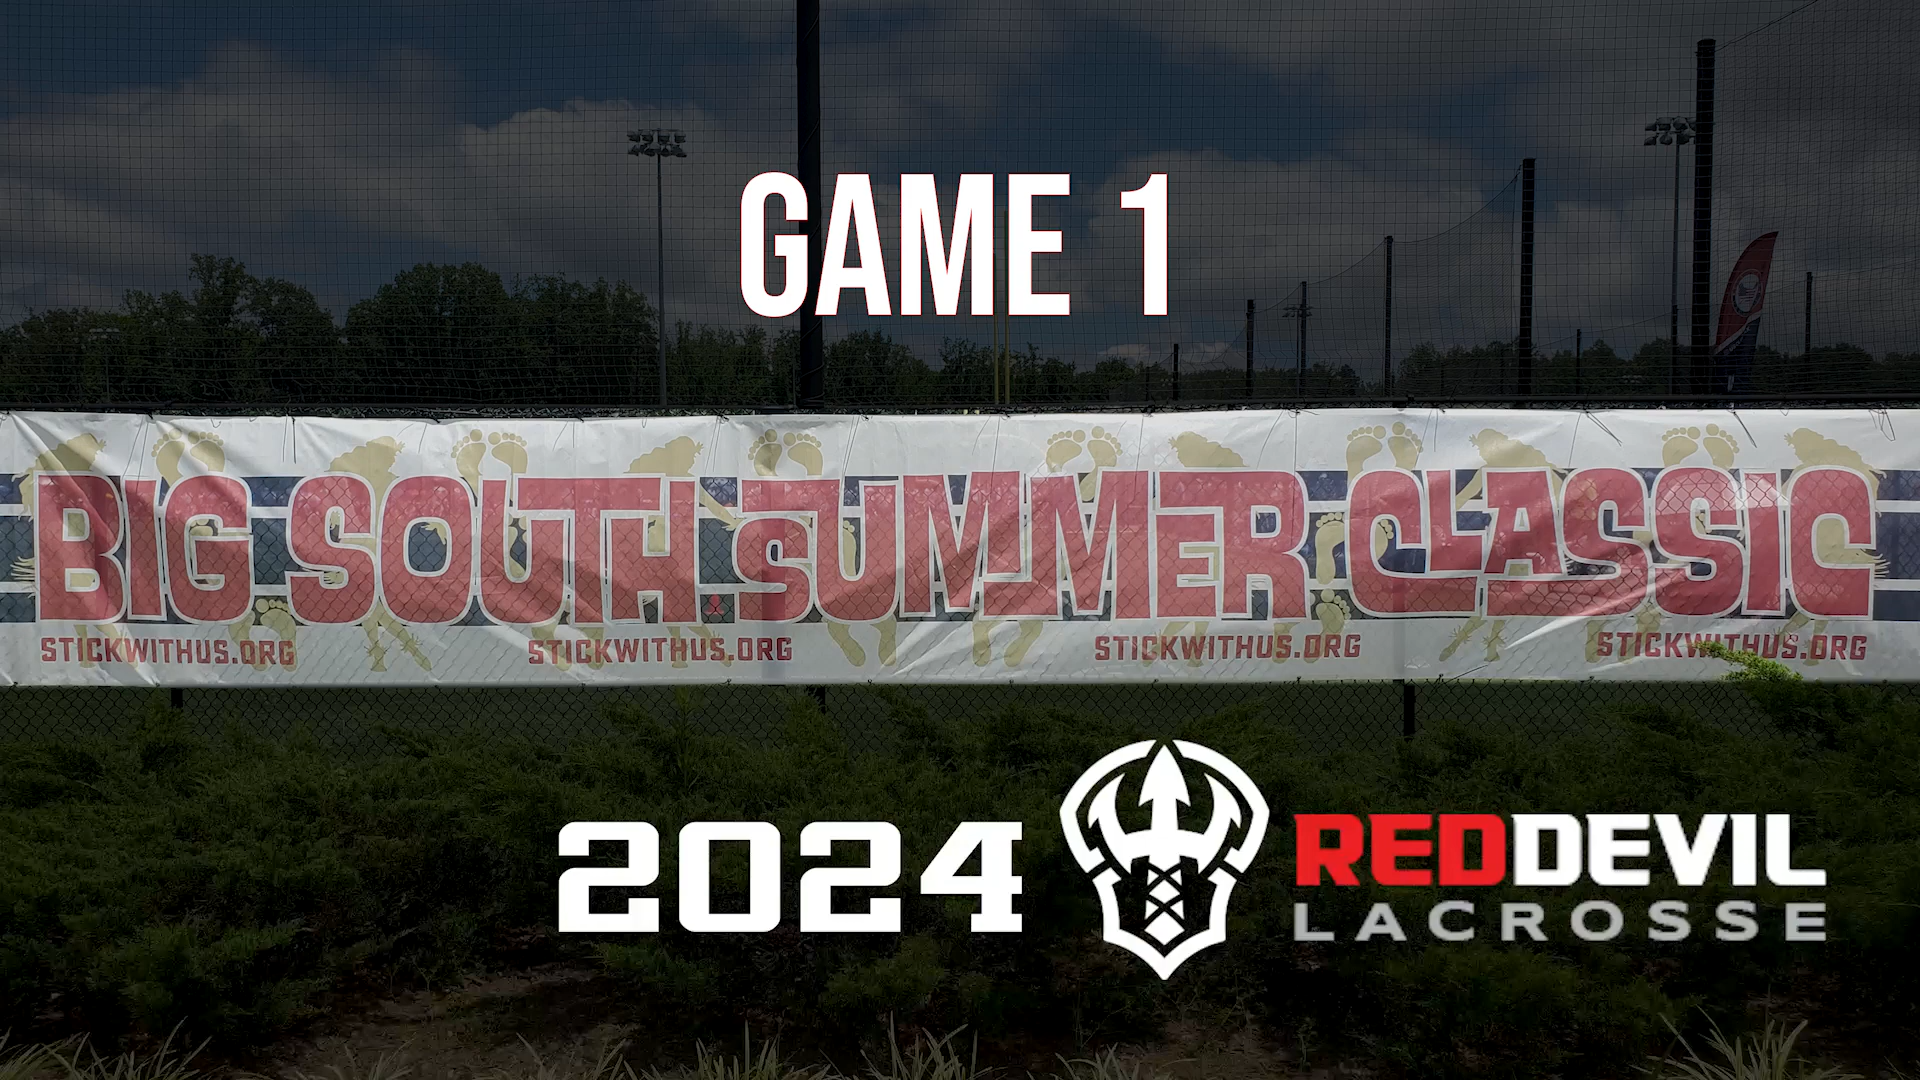 GAME 1
BIG SOUTH SUMMER CLASSIC
STICKWITHUS.ORG STICKWITHUS.ORG STICKWITHUS.ORG STICKWITHUS.ORG
2024 REDDEVIL
LACROSSE